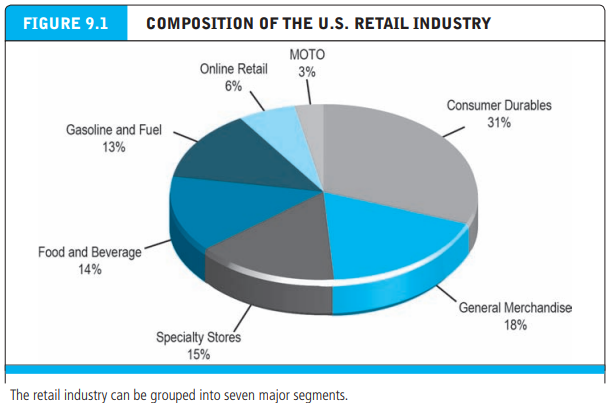 FIGURE 9.1
COMPOSITION OF THE U.S. RETAIL INDUSTRY
MOTO
3%
Online Retail
6%
Consumer Durables
31%
Gasoline and Fuel
13%
Food and Beverage
14%
General Merchandise
18%
Specialty Stores
15%
The retail industry can be grouped into seven major segments.